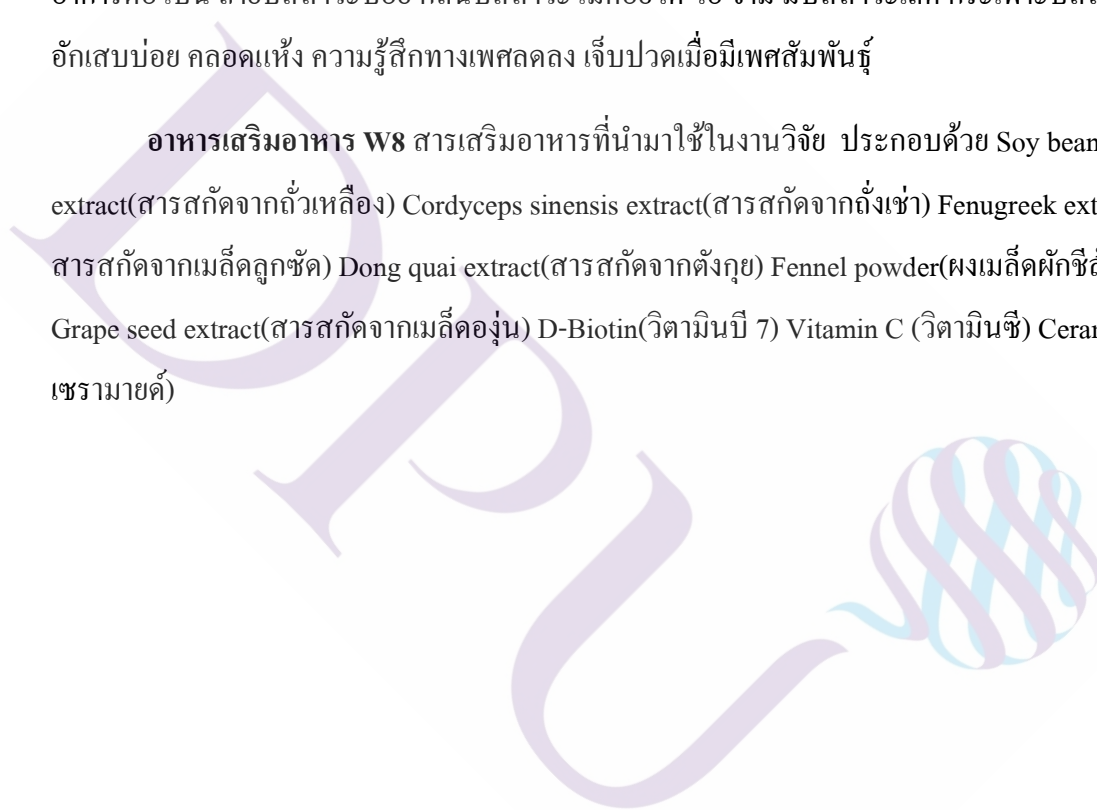 อักเสบบ่อย คลอดแห้ง ความรู้สึกทางเพศลดลง เจ็บปวดเมื่อมีเพศสัมพันธุ์
อาหารเสริมอาหาร W8 สารเสริมอาหารที่นำมาใช้ในงานวิจัย ประกอบด้วย Soy bean
extract(สารสกัดจากถั่วเหลือง) Cordyceps sinensis extract(สารสกัดจากถั่งเช่า) Fenugreek ext
สารสกัดจากเมล็ดลูกซัด) Dong quai extract(สารสกัดจากตังกุย) Fennel powder(ผงเมล็ดผักชีล้
Grape seed extract(สารสกัดจากเมล็ดองุ่น) D-Biotin(วิตามินบี 7) Vitamin C (วิตามินซี) Cera
เซรามายด์)
DPU